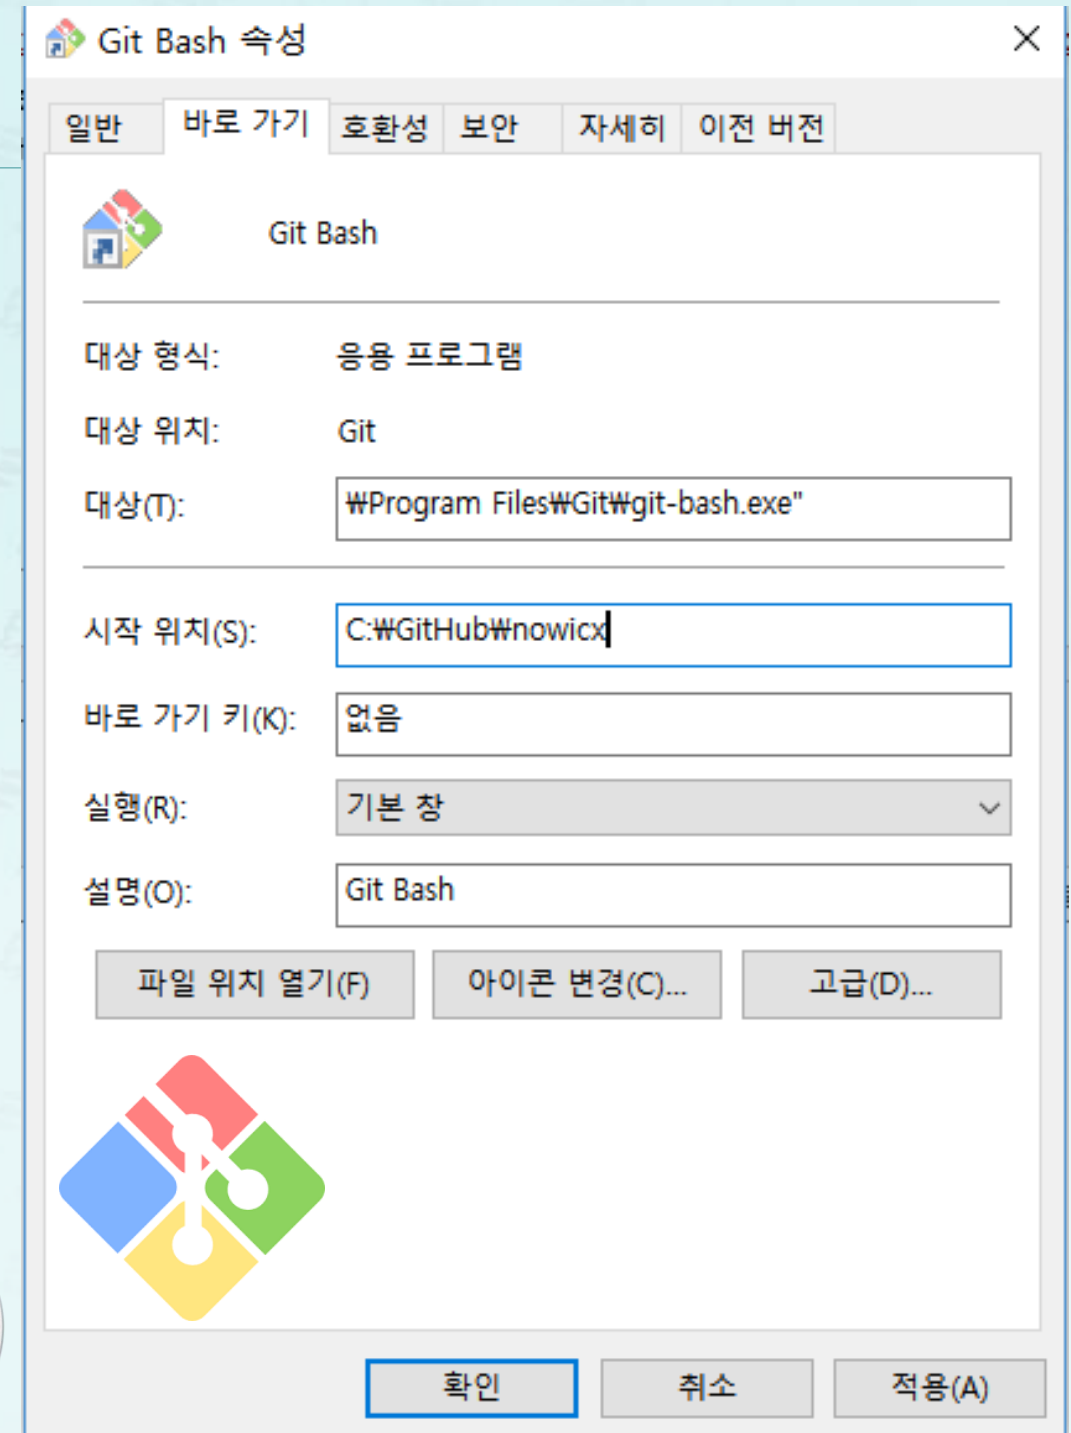 Git Bash 속성
일반 바로 가기 호환성 보안 자세히 이전 버전
Git Bash
대상 형식: 응용 프로그램
대상 위치: Git
대상(T): ₩Program Files₩Git₩git-bash.exe"
시작 위치(S): C:₩GitHub₩nowicx
바로 가기 키(K): 없음
실행(R): 기본 창
설명(O): Git Bash
파일 위치 열기(F) 아이콘 변경(C)... 고급(D)...
확인 취소 적용(A)